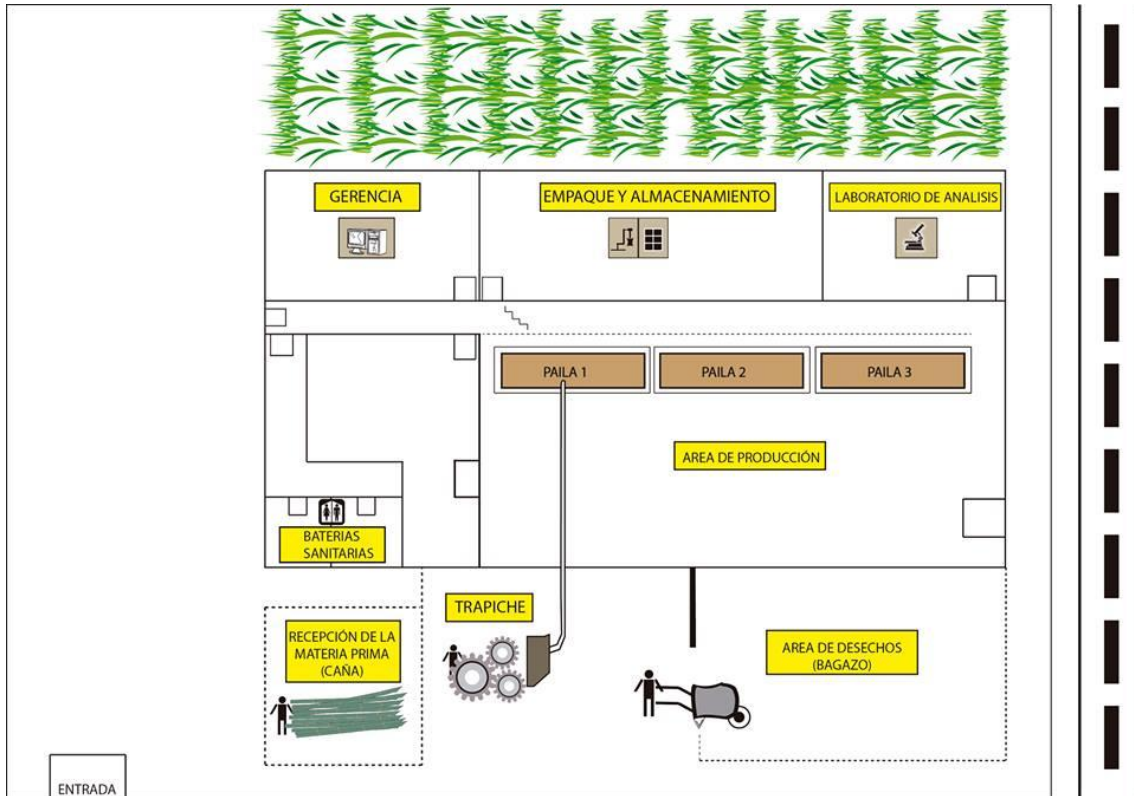 GERENCIA
EMPAQUE Y ALMACENAMIENTO
LABORATORIO DE ANALISIS
PAILA 1
PAILA 2
PAILA 3
AREA DE PRODUCCIÓN
BATERIAS
SANITARIAS
TRAPICHE
RECEPCIÓN DE LA
MATERIA PRIMA
(CAÑA)
AREA DE DESECHOS
(BAGAZO)
ENTRADA